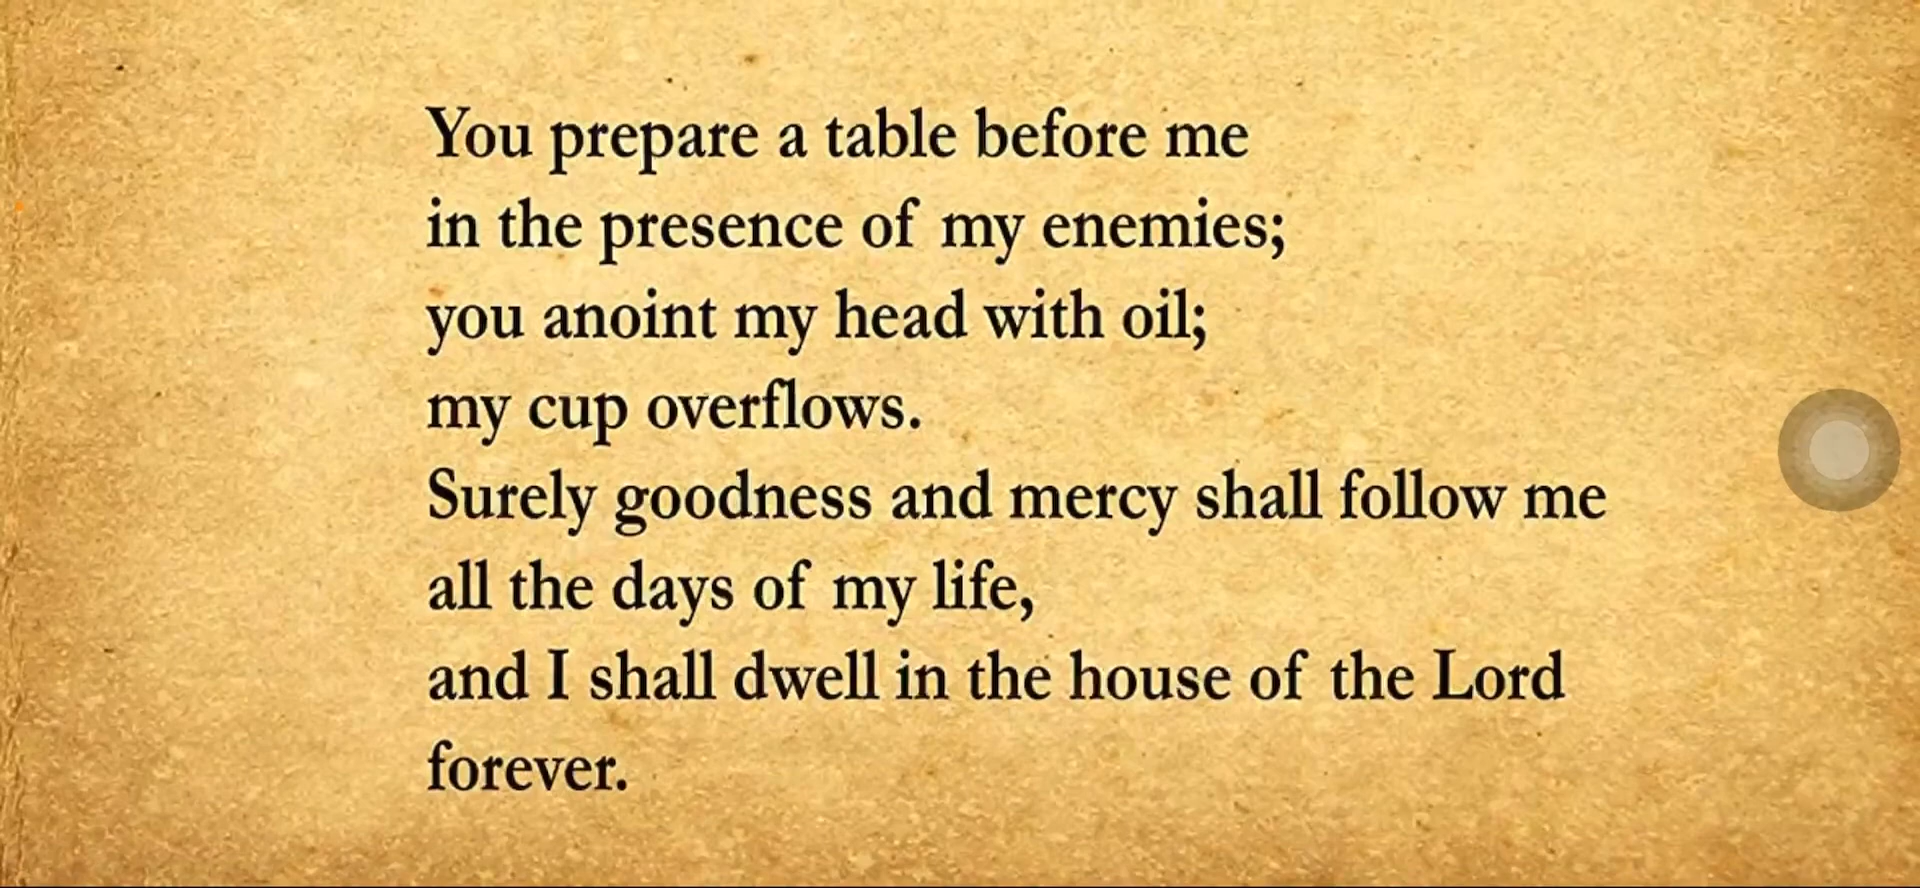 You prepare a table before me
in the presence of my enemies;
you anoint my head with oil;
my cup overflows.
Surely goodness and mercy shall follow me
all the days of my life,
and I shall dwell in the house of the Lord
forever.